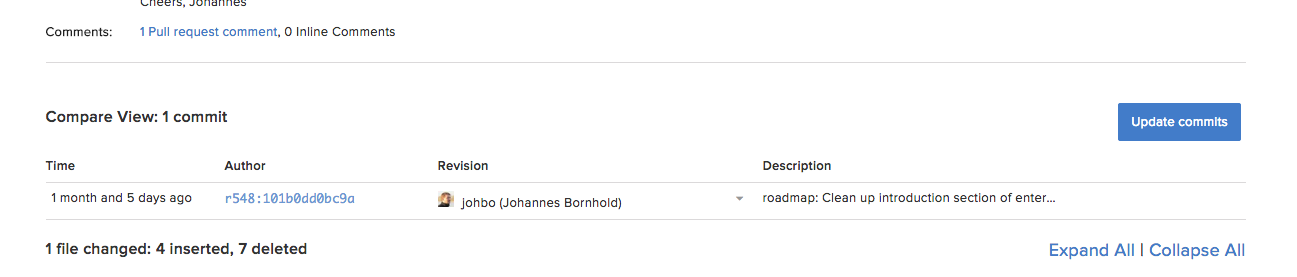 Cheers, Johannes
Comments: 1 Pull request comment, 0 Inline Comments
Compare View: 1 commit
Update commits
Time Author Revision Description
1 month and 5 days ago r548:101b0dd0bc9a johbo (Johannes Bornhold) roadmap: Clean up introduction section of enter...
1 file changed: 4 inserted, 7 deleted
Expand All | Collapse All